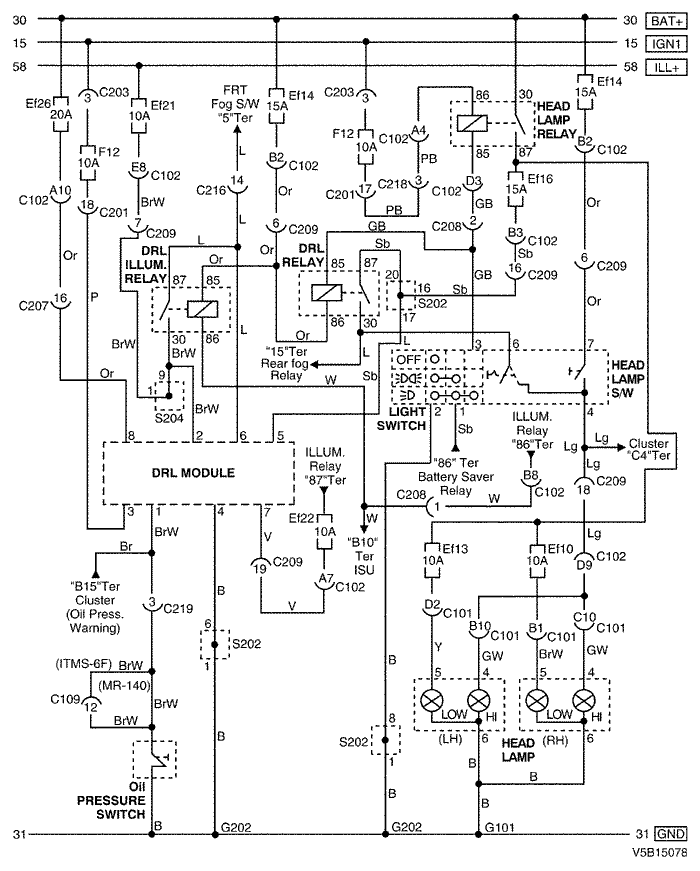 30 30 BAT+
15 15 IGN1
58 58 ILL+
Ef26 20A
3 C203
F12 10A
Ef21 10A
FRT Fog S/W "5"Ter
Ef14 15A
C203 3
F12 10A
C102 A4
86 30
HEAD LAMP RELAY
85 87
Ef14 15A
B2 C102
E8 C102
L
14 C216
B2 C102
Or
17 C201
C218 3
PB
PB
D3 C102
GB
Ef16 15A
A10 C102
18 C201
BrW
7 C209
6 C209
2 C208
B3 C102
Sb
16 C209
Or
6 C209
Or
Or
16 C207
P
DRL ILLUM. RELAY
L
87 85
Or
Or
30 86
BrW
L
DRL RELAY
GB
85 87
Sb
86 30
Or
20
16 S202
17
Sb
GB
"15"Ter Rear fog Relay
L
L
Sb
BrW
9
1
S204
BrW
Or
W
3 6 7
OFF
HEAD LAMP S/W
LIGHT SWITCH
2 1 4
Sb
"86" Ter Battery Saver Relay
ILLUM. Relay "86"Ter
B8 C102
Lg
Lg
Cluster "C4"Ter
18 C209
Lg
8 2 6 5
DRL MODULE
3 1 4 7
ILLUM. Relay "87"Ter
Ef22 10A
A7 C102
V
19 C209
V
C208 1
W
W
"B10" Ter ISU
BrW
Br
"B15"Ter Cluster (Oil Press. Warning)
3 C219
B
6
S202
1
Ef13 10A
Ef10 10A
D9 C102
D2 C101
B10 C101
B1 C101
C10 C101
Y GW BrW GW
(ITMS-6F) BrW
(MR-140)
C109 12
BrW
BrW
B
B
5 4 5 4
LOW HI LOW HI
(LH) 6 HEAD LAMP (RH) 6
8
S202
1
Oil PRESSURE SWITCH
B
B
B
B
B
31 G202 G202 G101 31 GND
V5B15078